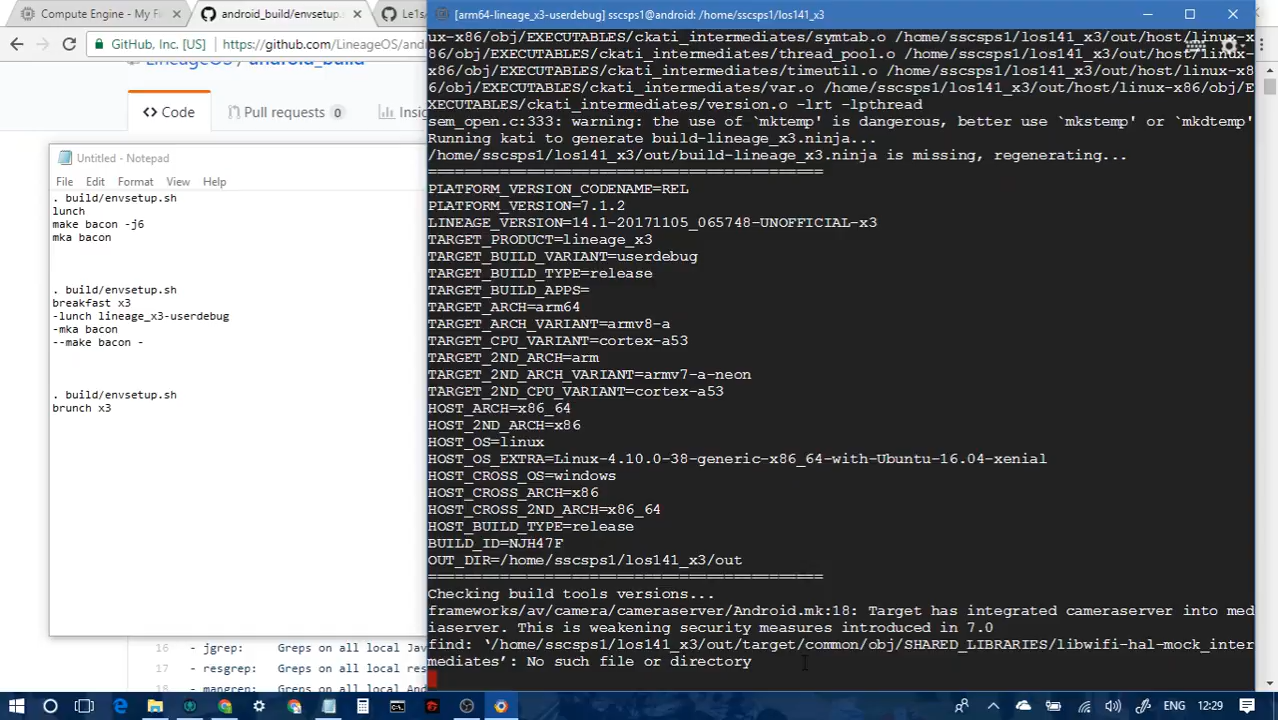 Compute Engine - My Fa
android_build/envsetup.sh
Le1s/
[arm64-lineage_x3-userdebug] sscsps1@android: /home/sscsps1/los141_x3
GitHub, Inc. [US]
https://github.com/LineageOS/and
LineageOS / android_build
Code
Pull requests 0
Insig
Untitled - Notepad
File Edit Format View Help
. build/envsetup.sh
lunch
make bacon -j6
mka bacon
. build/envsetup.sh
breakfast x3
-lunch lineage_x3-userdebug
-mka bacon
--make bacon -
. build/envsetup.sh
brunch x3
16 - jgrep: Greps on all local Jav
17 - resgrep: Greps on all local res
18 - mangrep: Greps on all local
ux-x86/obj/EXECUTABLES/ckati_intermediates/symtab.o /home/sscsps1/los141_x3/out/host/linux-x
86/obj/EXECUTABLES/ckati_intermediates/thread_pool.o /home/sscsps1/los141_x3/out/host/linux-
x86/obj/EXECUTABLES/ckati_intermediates/timeutil.o /home/sscsps1/los141_x3/out/host/linux-x8
6/obj/EXECUTABLES/ckati_intermediates/var.o /home/sscsps1/los141_x3/out/host/linux-x86/obj/E
XECUTABLES/ckati_intermediates/version.o -lrt -lpthread
sem_open.c:333: warning: the use of `mktemp' is dangerous, better use `mkstemp' or `mkdtemp'
Running kati to generate build-lineage_x3.ninja...
/home/sscsps1/los141_x3/out/build-lineage_x3.ninja is missing, regenerating...
============================================
PLATFORM_VERSION_CODENAME=REL
PLATFORM_VERSION=7.1.2
LINEAGE_VERSION=14.1-20171105_065748-UNOFFICIAL-x3
TARGET_PRODUCT=lineage_x3
TARGET_BUILD_VARIANT=userdebug
TARGET_BUILD_TYPE=release
TARGET_BUILD_APPS=
TARGET_ARCH=arm64
TARGET_ARCH_VARIANT=armv8-a
TARGET_CPU_VARIANT=cortex-a53
TARGET_2ND_ARCH=arm
TARGET_2ND_ARCH_VARIANT=armv7-a-neon
TARGET_2ND_CPU_VARIANT=cortex-a53
HOST_ARCH=x86_64
HOST_2ND_ARCH=x86
HOST_OS=linux
HOST_OS_EXTRA=Linux-4.10.0-38-generic-x86_64-with-Ubuntu-16.04-xenial
HOST_CROSS_OS=windows
HOST_CROSS_ARCH=x86
HOST_CROSS_2ND_ARCH=x86_64
HOST_BUILD_TYPE=release
BUILD_ID=NJH47F
OUT_DIR=/home/sscsps1/los141_x3/out
============================================
Checking build tools versions...
frameworks/av/camera/cameraserver/Android.mk:18: Target has integrated cameraserver into med
iaserver. This is weakening security measures introduced in 7.0
find: ‘/home/sscsps1/los141_x3/out/target/common/obj/SHARED_LIBRARIES/libwifi-hal-mock_inter
mediates’: No such file or directory
ENG 12:29